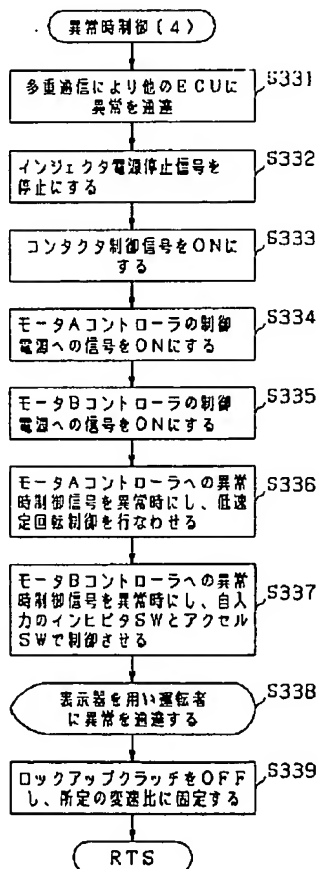 異常時制御(4)
S331
多重通信により他のECUに
異常を通達
S332
インジェクタ電源停止信号を
停止にする
S333
コンタクタ制御信号をONに
する
S334
モータAコントローラの制御
電源への信号をONにする
S335
モータBコントローラの制御
電源への信号をONにする
S336
モータAコントローラへの異常
時制御信号を異常時にし、低速
定回転制御を行なわせる
S337
モータBコントローラへの異常
時制御信号を異常時にし、自入
力のインヒビタSWとアクセル
SWで制御させる
S338
表示器を用い運転者
に異常を通達する
S339
ロックアップクラッチをOFF
し、所定の変速比に固定する
RTS